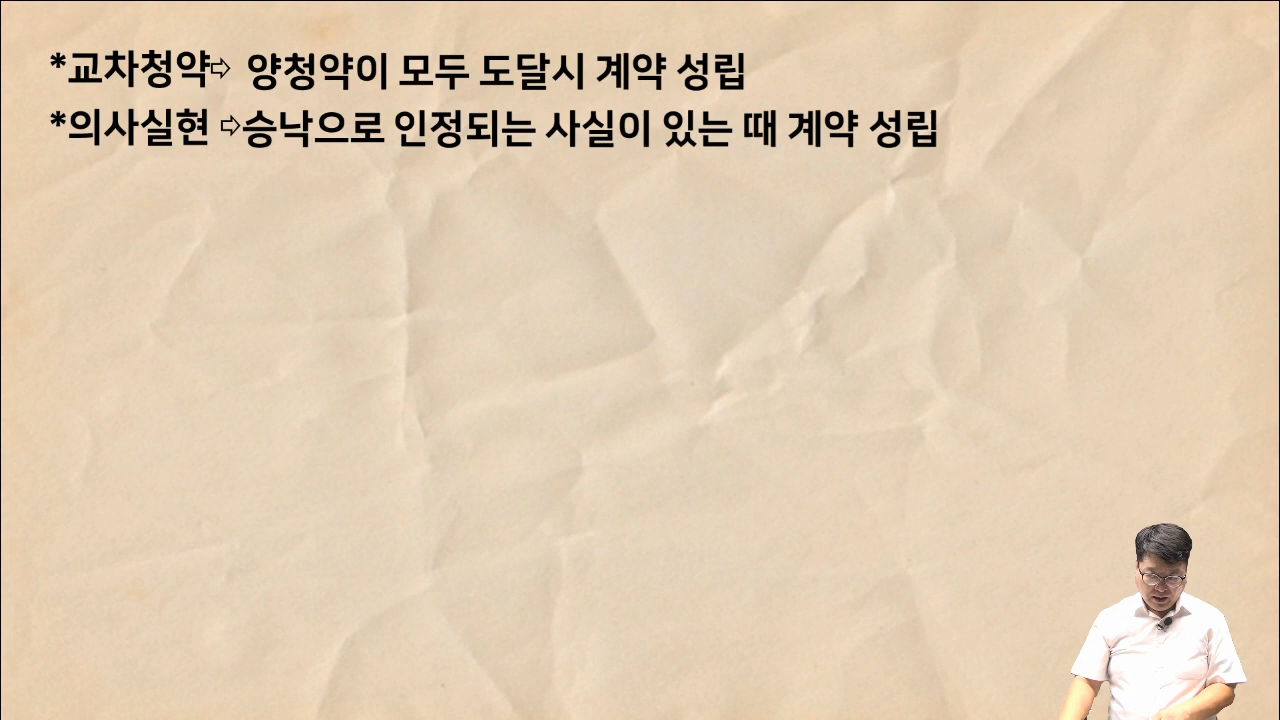 *교차청약⇨ 양청약이 모두 도달시 계약 성립
*의사실현 ⇨승낙으로 인정되는 사실이 있는 때 계약 성립